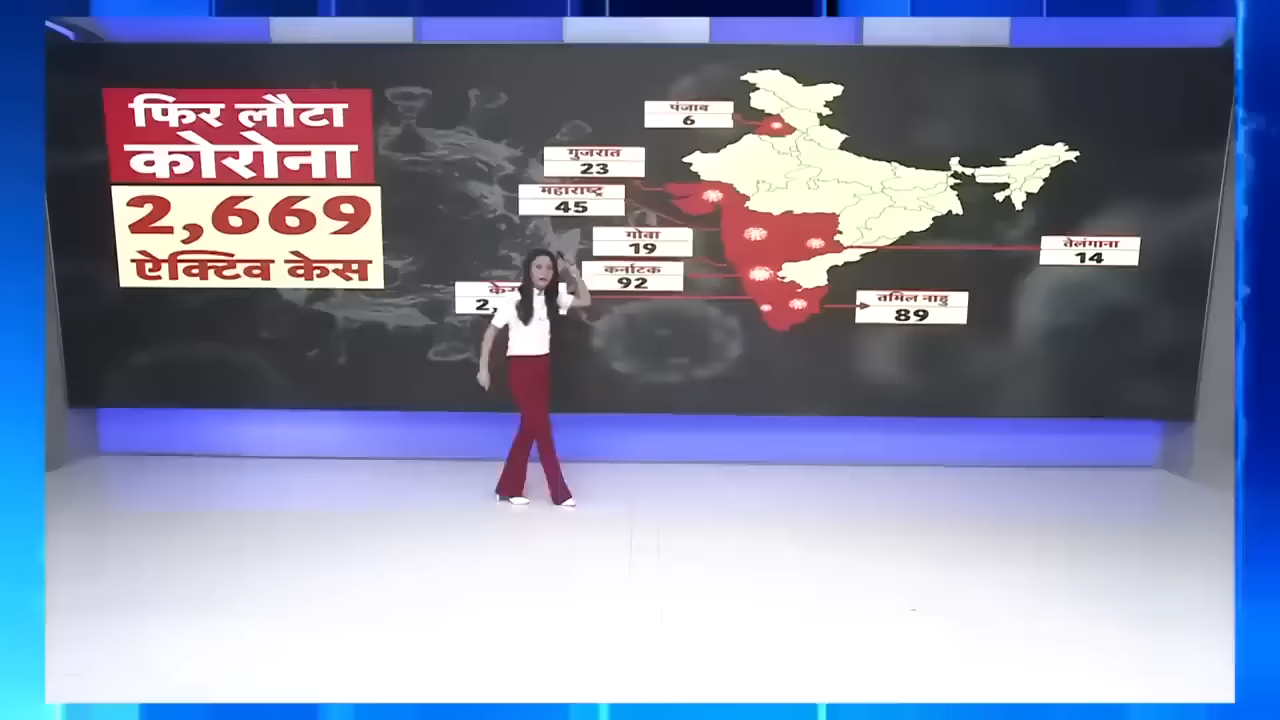 फिर लौटा
कोरोना
2,669
ऐक्टिव केस
पंजाब
6
गुजरात
23
महाराष्ट्र
45
गोवा
19
कर्नाटक
92
तेलंगाना
14
तमिल नाडु
89